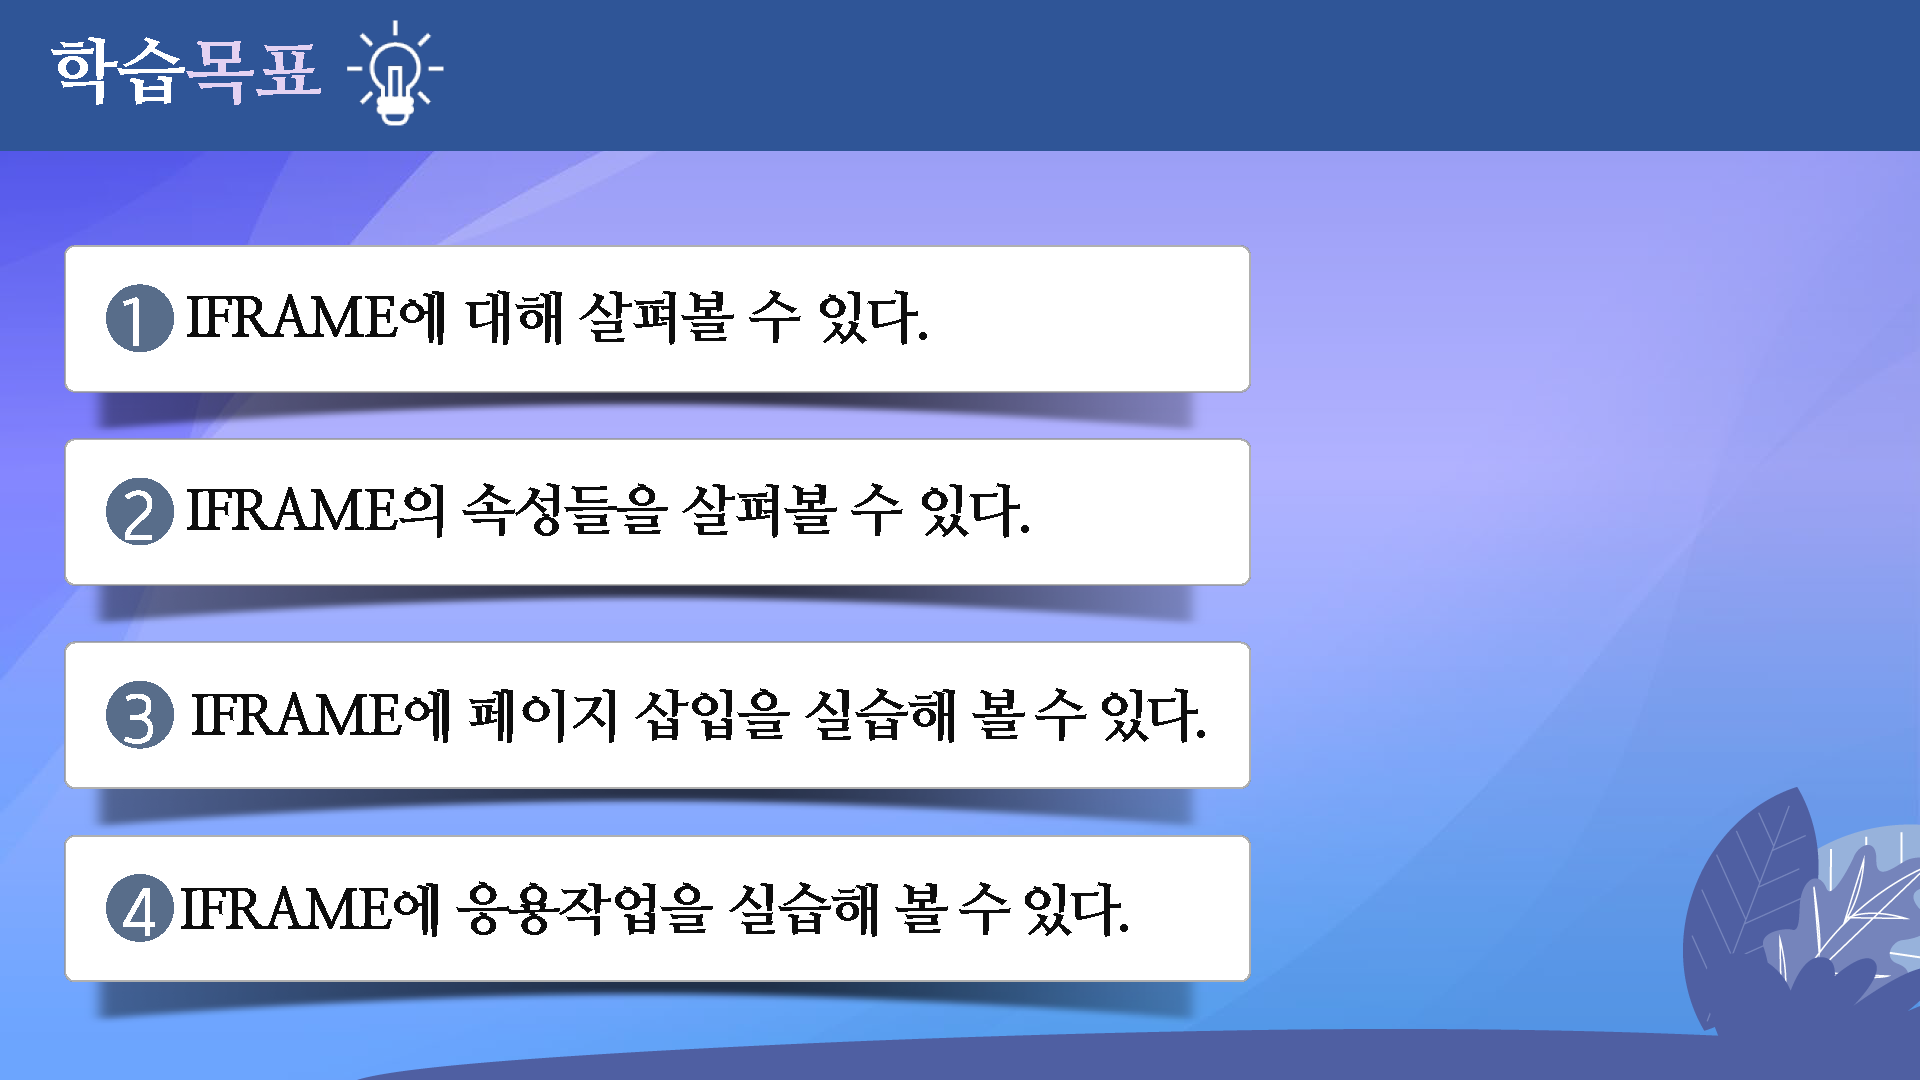 학습목표
1 IFRAME에 대해 살펴볼 수 있다.
2 IFRAME의 속성들을 살펴볼 수 있다.
3 IFRAME에 페이지 삽입을 실습해 볼 수 있다.
4 IFRAME에 응용작업을 실습해 볼 수 있다.